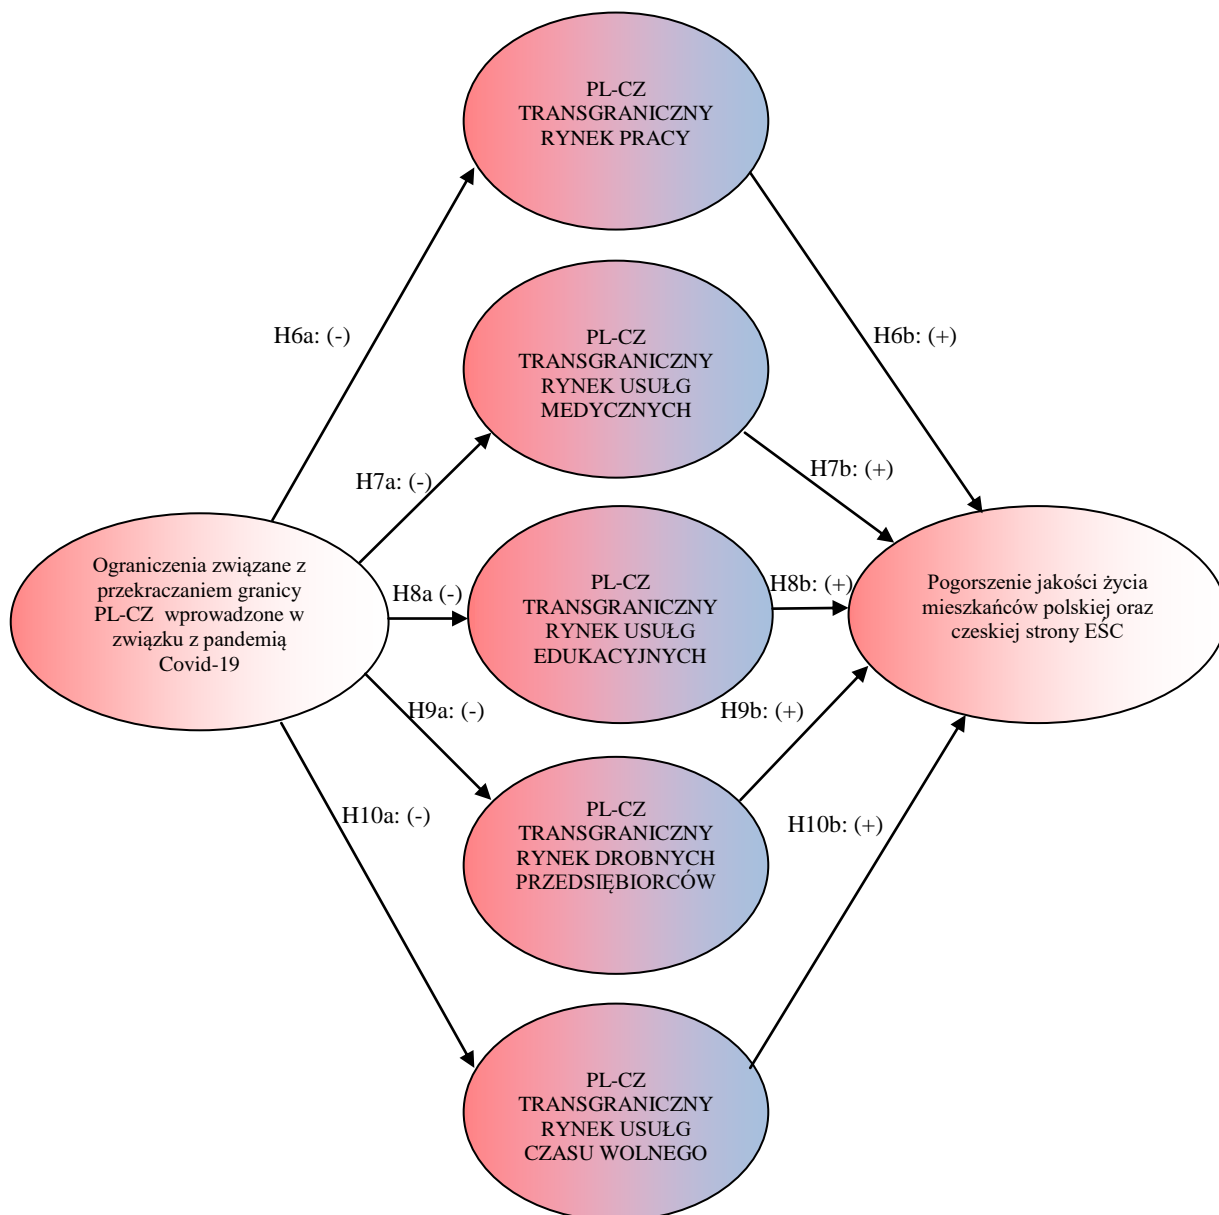 PL-CZ
TRANSGRANICZNY
RYNEK PRACY
H6a: (-)
H6b: (+)
PL-CZ
TRANSGRANICZNY
RYNEK USUŁG
MEDYCZNYCH
H7a: (-)
H7b: (+)
Ograniczenia związane z
przekraczaniem granicy
PL-CZ wprowadzone w
związku z pandemią
Covid-19
H8a (-)
PL-CZ
TRANSGRANICZNY
RYNEK USUŁG
EDUKACYJNYCH
H8b: (+)
Pogorszenie jakości życia
mieszkańców polskiej oraz
czeskiej strony EŚC
H9a: (-)
H9b: (+)
PL-CZ
TRANSGRANICZNY
RYNEK DROBNYCH
PRZEDSIĘBIORCÓW
H10a: (-)
H10b: (+)
PL-CZ
TRANSGRANICZNY
RYNEK USUŁG
CZASU WOLNEGO